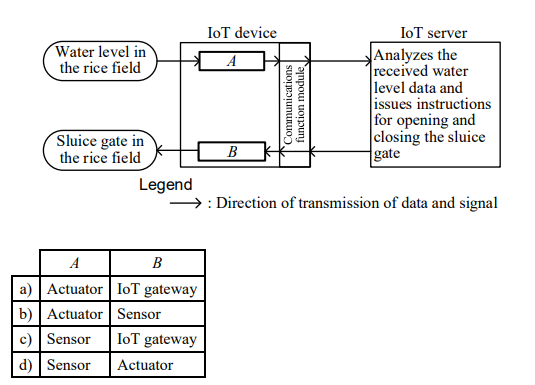 IoT device
IoT server
Water level in
the rice field
A
Communications
function module
Analyzes the
received water
level data and
issues instructions
for opening and
closing the sluice
gate
Sluice gate in
the rice field
B
Legend
: Direction of transmission of data and signal
A B
a) Actuator IoT gateway
b) Actuator Sensor
c) Sensor IoT gateway
d) Sensor Actuator